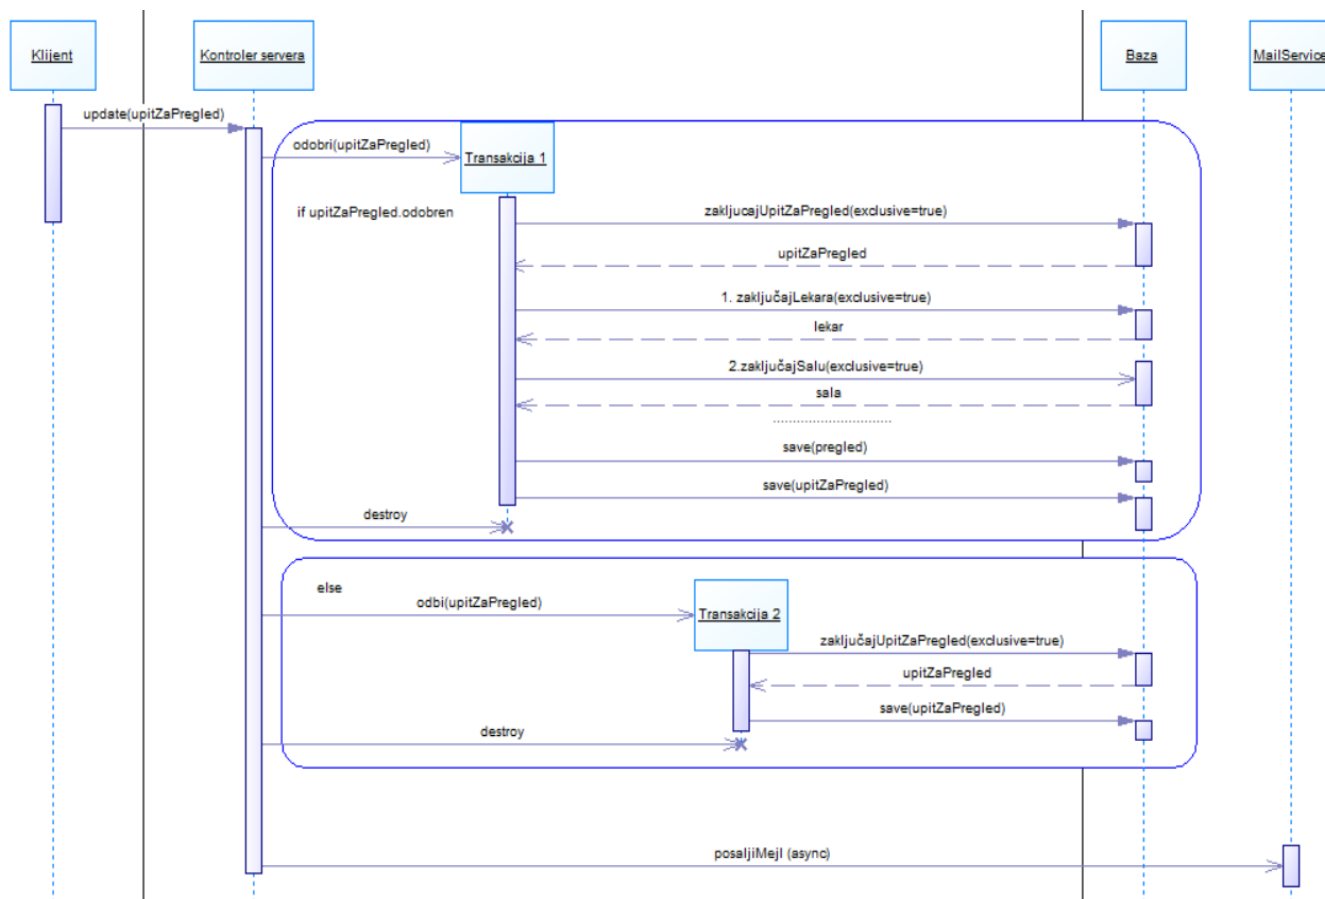 Klijent
Kontroler servera
Baza
MailService
update(upitZaPregled)
odobri(upitZaPregled)
Transakcija 1
if upitZaPregled.odobren
zakljucajUpitZaPregled(exclusive=true)
upitZaPregled
1. zaključajLekara(exclusive=true)
lekar
2.zaključajSalu(exclusive=true)
sala
..............................
save(pregled)
save(upitZaPregled)
destroy
else
odbi(upitZaPregled)
Transakcija 2
zaključajUpitZaPregled(exclusive=true)
upitZaPregled
save(upitZaPregled)
destroy
posaljiMejl (async)